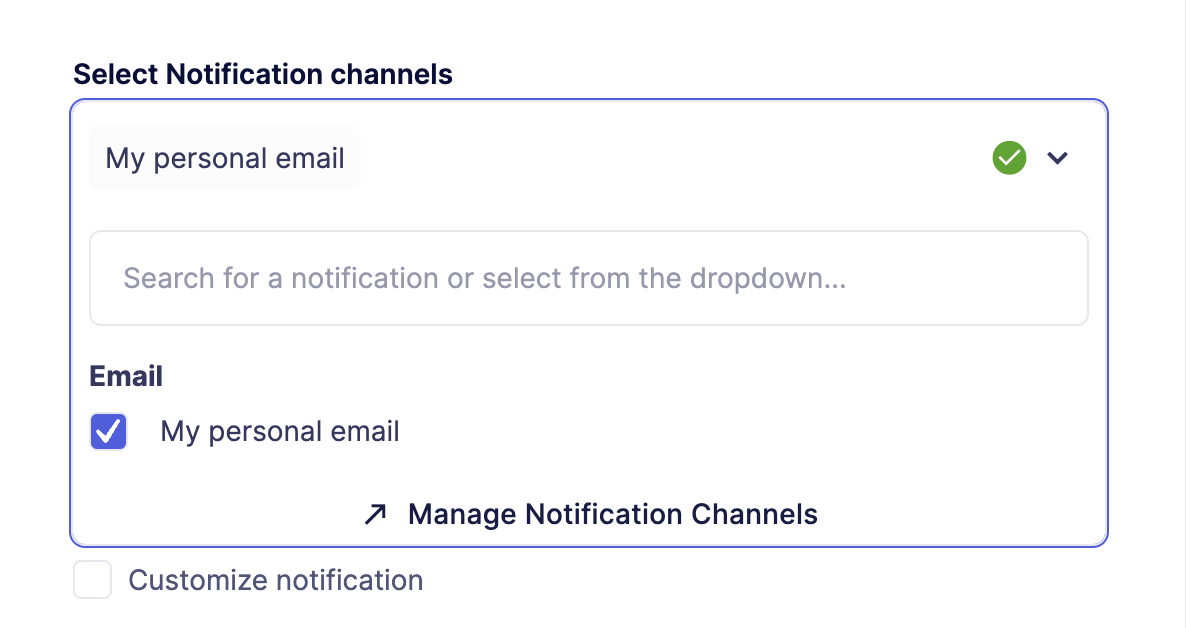 Select Notification channels
My personal email
Search for a notification or select from the dropdown...
Email
My personal email
Manage Notification Channels
Customize notification